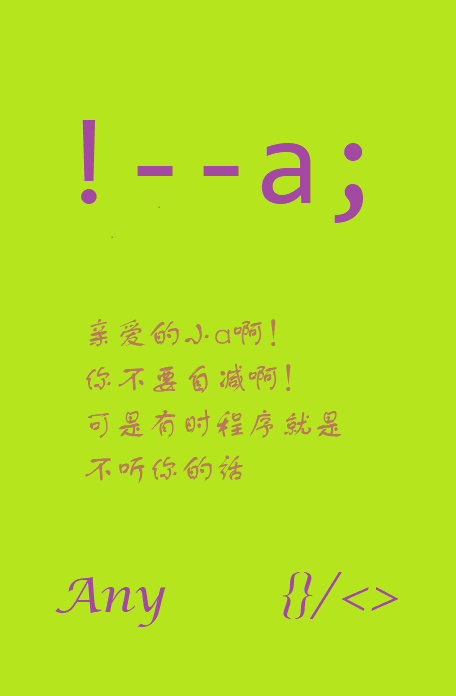 !--a;
亲爱的小a啊!
你不要自减啊!
可是有时程序就是
不听你的话
Any {}/<>